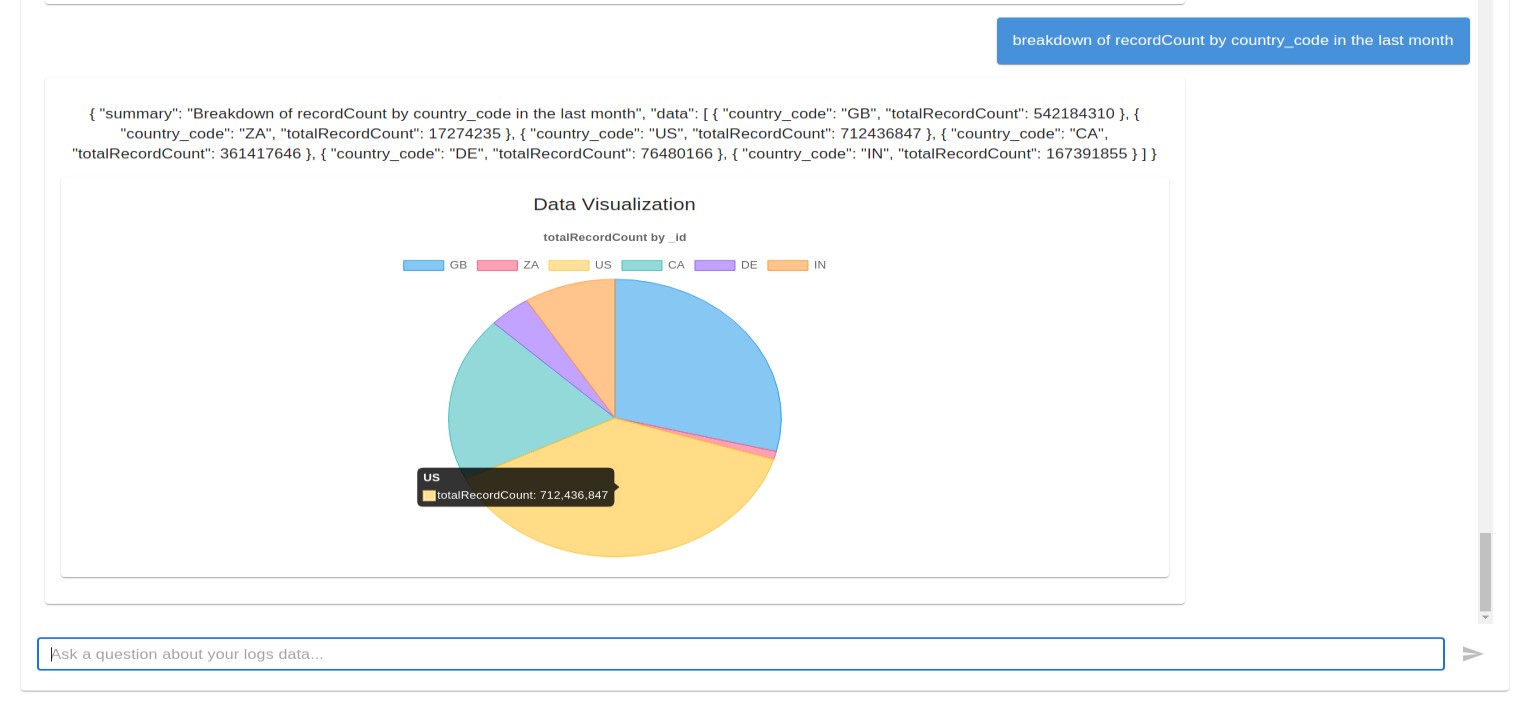 breakdown of recordCount by country_code in the last month
{ "summary": "Breakdown of recordCount by country_code in the last month", "data": [ { "country_code": "GB", "totalRecordCount": 542184310 }, {
"country_code": "ZA", "totalRecordCount": 17274235 }, { "country_code": "US", "totalRecordCount": 712436847 }, { "country_code": "CA",
"totalRecordCount": 361417646 }, { "country_code": "DE", "totalRecordCount": 76480166 }, { "country_code": "IN", "totalRecordCount": 167391855 } ] }
Data Visualization
totalRecordCount by _id
GB ZA US CA DE IN
US
totalRecordCount: 712,436,847
Ask a question about your logs data...